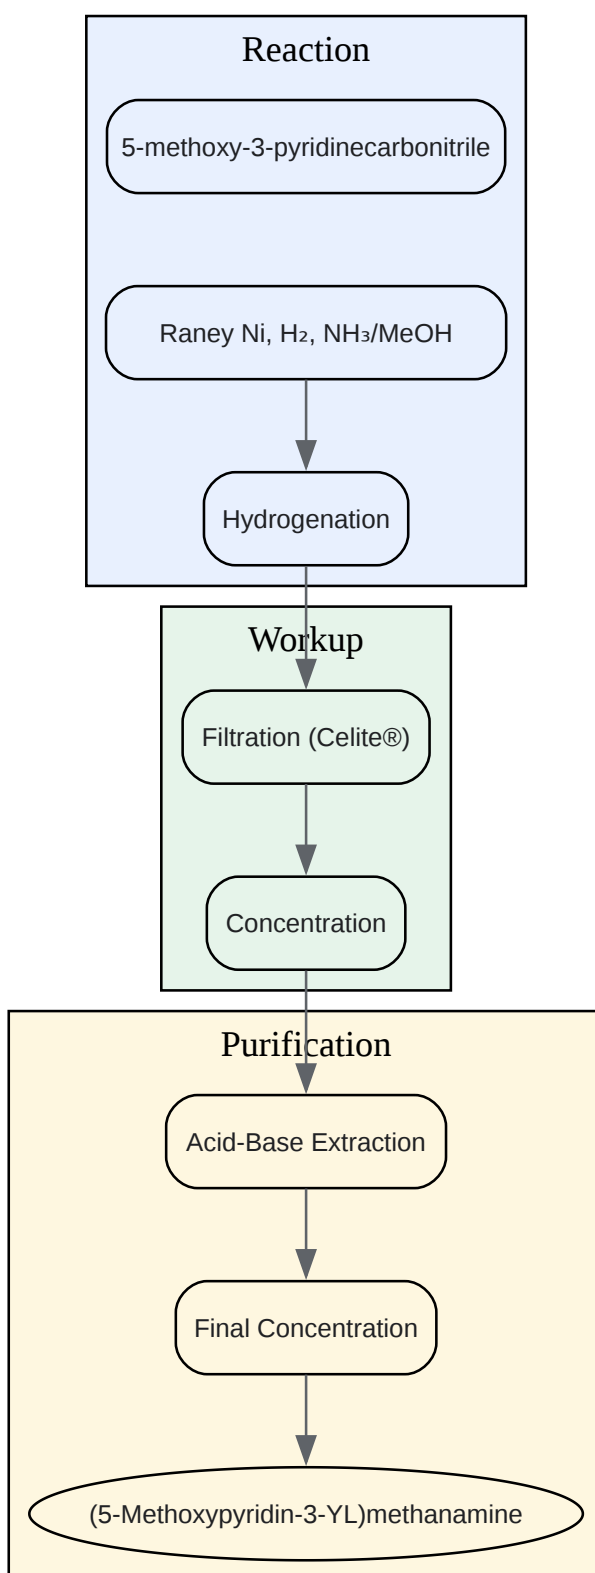 Reaction
5-methoxy-3-pyridinecarbonitrile
Raney Ni, H₂, NH₃/MeOH
Hydrogenation
Workup
Filtration (Celite®)
Concentration
Purification
Acid-Base Extraction
Final Concentration
(5-Methoxypyridin-3-YL)methanamine